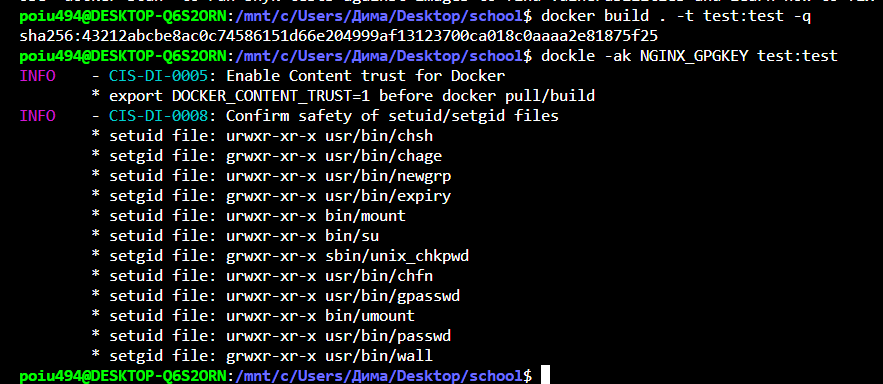 poiu494@DESKTOP-Q6S2ORN:/mnt/c/Users/Дима/Desktop/school$ docker build . -t test:test -q
sha256:43212abcbe8ac0c74586151d66e204999af13123700ca018c0aaaa2e81875f25
poiu494@DESKTOP-Q6S2ORN:/mnt/c/Users/Дима/Desktop/school$ dockle -ak NGINX_GPGKEY test:test
INFO    - CIS-DI-0005: Enable Content trust for Docker
        * export DOCKER_CONTENT_TRUST=1 before docker pull/build
INFO    - CIS-DI-0008: Confirm safety of setuid/setgid files
        * setuid file: urwxr-xr-x usr/bin/chsh
        * setgid file: grwxr-xr-x usr/bin/chage
        * setuid file: urwxr-xr-x usr/bin/newgrp
        * setgid file: grwxr-xr-x usr/bin/expiry
        * setuid file: urwxr-xr-x bin/mount
        * setuid file: urwxr-xr-x bin/su
        * setgid file: grwxr-xr-x sbin/unix_chkpwd
        * setuid file: urwxr-xr-x usr/bin/chfn
        * setuid file: urwxr-xr-x usr/bin/gpasswd
        * setuid file: urwxr-xr-x bin/umount
        * setuid file: urwxr-xr-x usr/bin/passwd
        * setgid file: grwxr-xr-x usr/bin/wall
poiu494@DESKTOP-Q6S2ORN:/mnt/c/Users/Дима/Desktop/school$